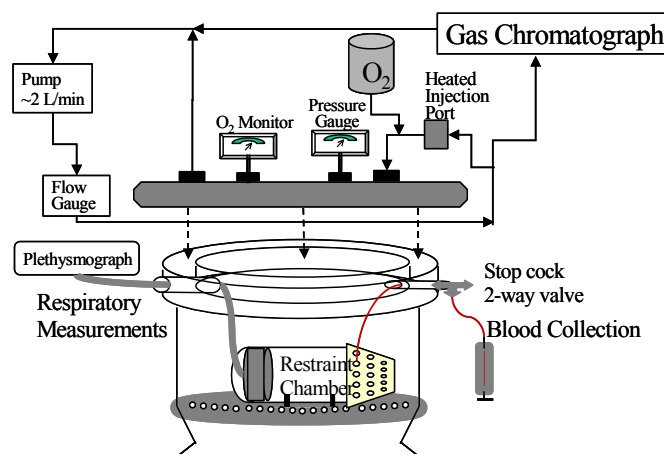 Gas Chromatograph
Pump
~2 L/min
O2
Heated
Injection
Port
Pressure
Gauge
O2 Monitor
Flow
Gauge
Plethysmograph
Respiratory
Measurements
Stop cock
2-way valve
Blood Collection
Restraint
Chamber